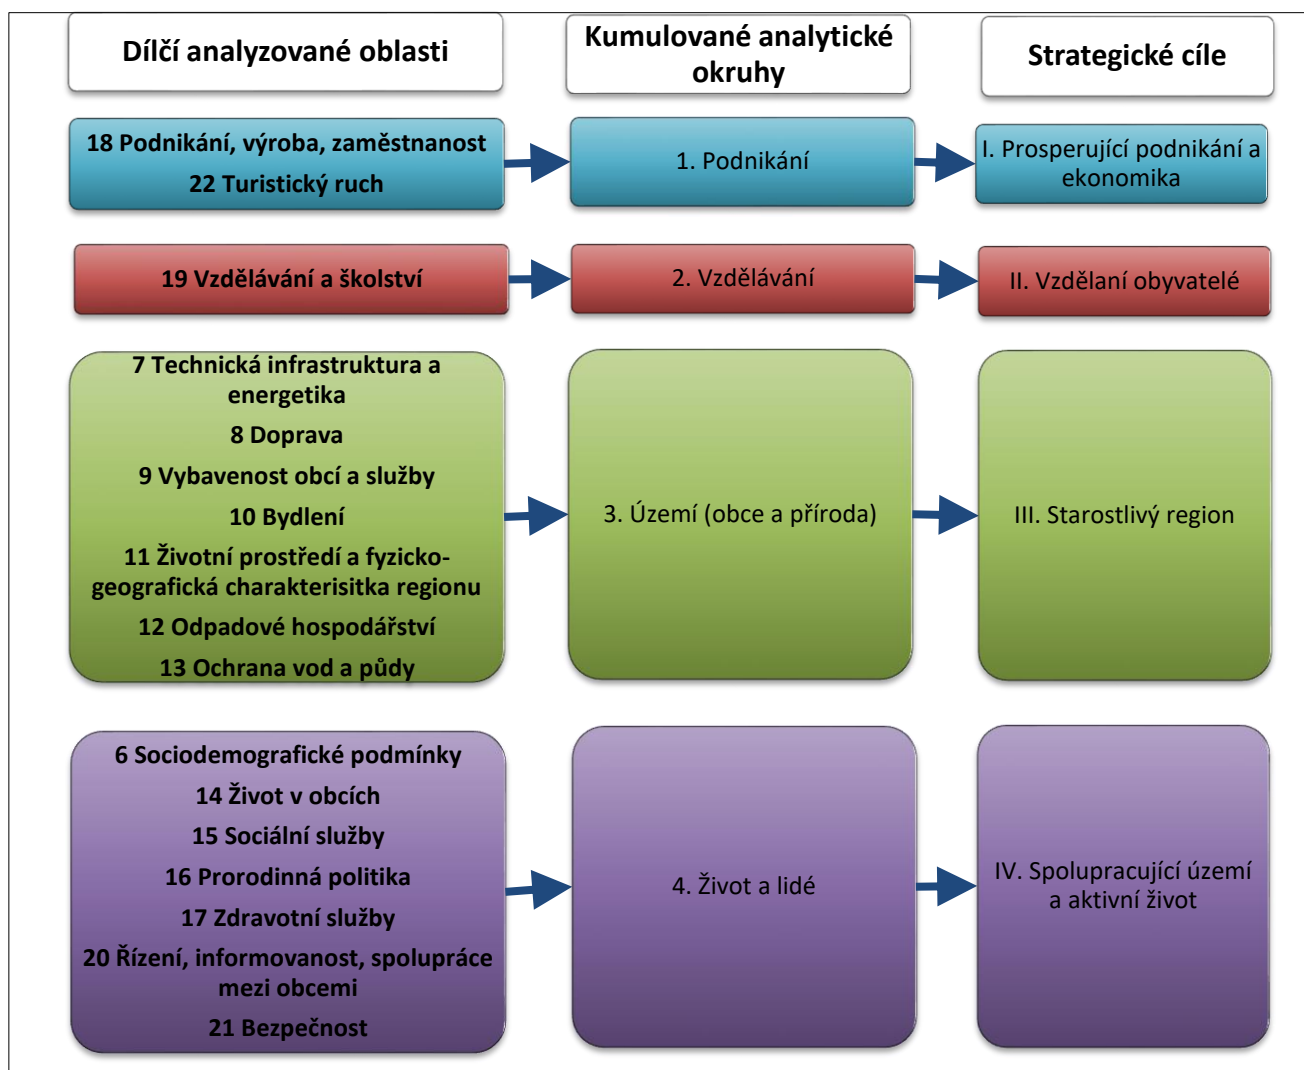 Dílčí analyzované oblasti
Kumulované analytické
okruhy
Strategické cíle
18 Podnikání, výroba, zaměstnanost
22 Turistický ruch
1. Podnikání
I. Prosperující podnikání a
ekonomika
19 Vzdělávání a školství
2. Vzdělávání
II. Vzdělaní obyvatelé
7 Technická infrastruktura a
energetika
8 Doprava
9 Vybavenost obcí a služby
10 Bydlení
11 Životní prostředí a fyzicko-
geografická charakterisitka regionu
12 Odpadové hospodářství
13 Ochrana vod a půdy
3. Území (obce a příroda)
III. Starostlivý region
6 Sociodemografické podmínky
14 Život v obcích
15 Sociální služby
16 Prorodinná politika
17 Zdravotní služby
20 Řízení, informovanost, spolupráce
mezi obcemi
21 Bezpečnost
4. Život a lidé
IV. Spolupracující území
a aktivní život